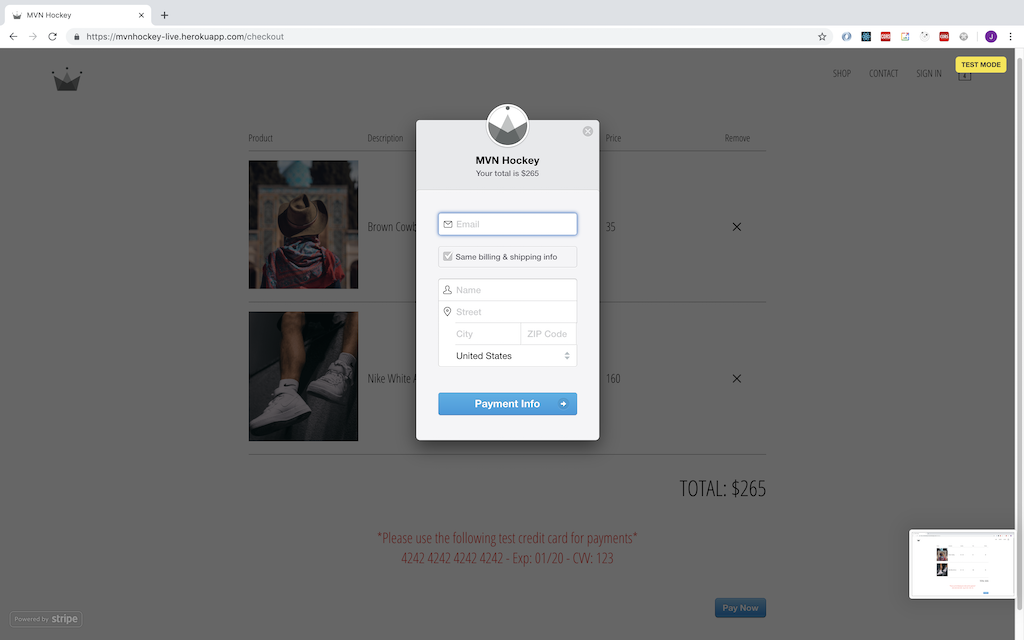 MVN Hockey
https://mvnhockey-live.herokuapp.com/checkout
J
SHOP
CONTACT
SIGN IN
TEST MODE
Product
Description
Price
Remove
MVN Hockey
Your total is $265
Email
Same billing & shipping info
Name
Street
City
ZIP Code
United States
Payment Info
Brown Cowb
35
Nike White A
160
TOTAL: $265
*Please use the following test credit card for payments*
4242 4242 4242 4242 - Exp: 01/20 - CVV: 123
Pay Now
Powered by stripe